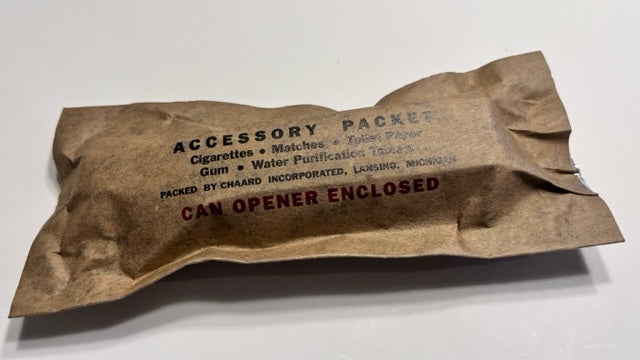 ACCESSORY PACKET
Cigarettes • Matches • Toilet Paper
Gum • Water Purification Tablets
PACKED BY CHAARD INCORPORATED, LANSING, MICHIGAN
CAN OPENER ENCLOSED